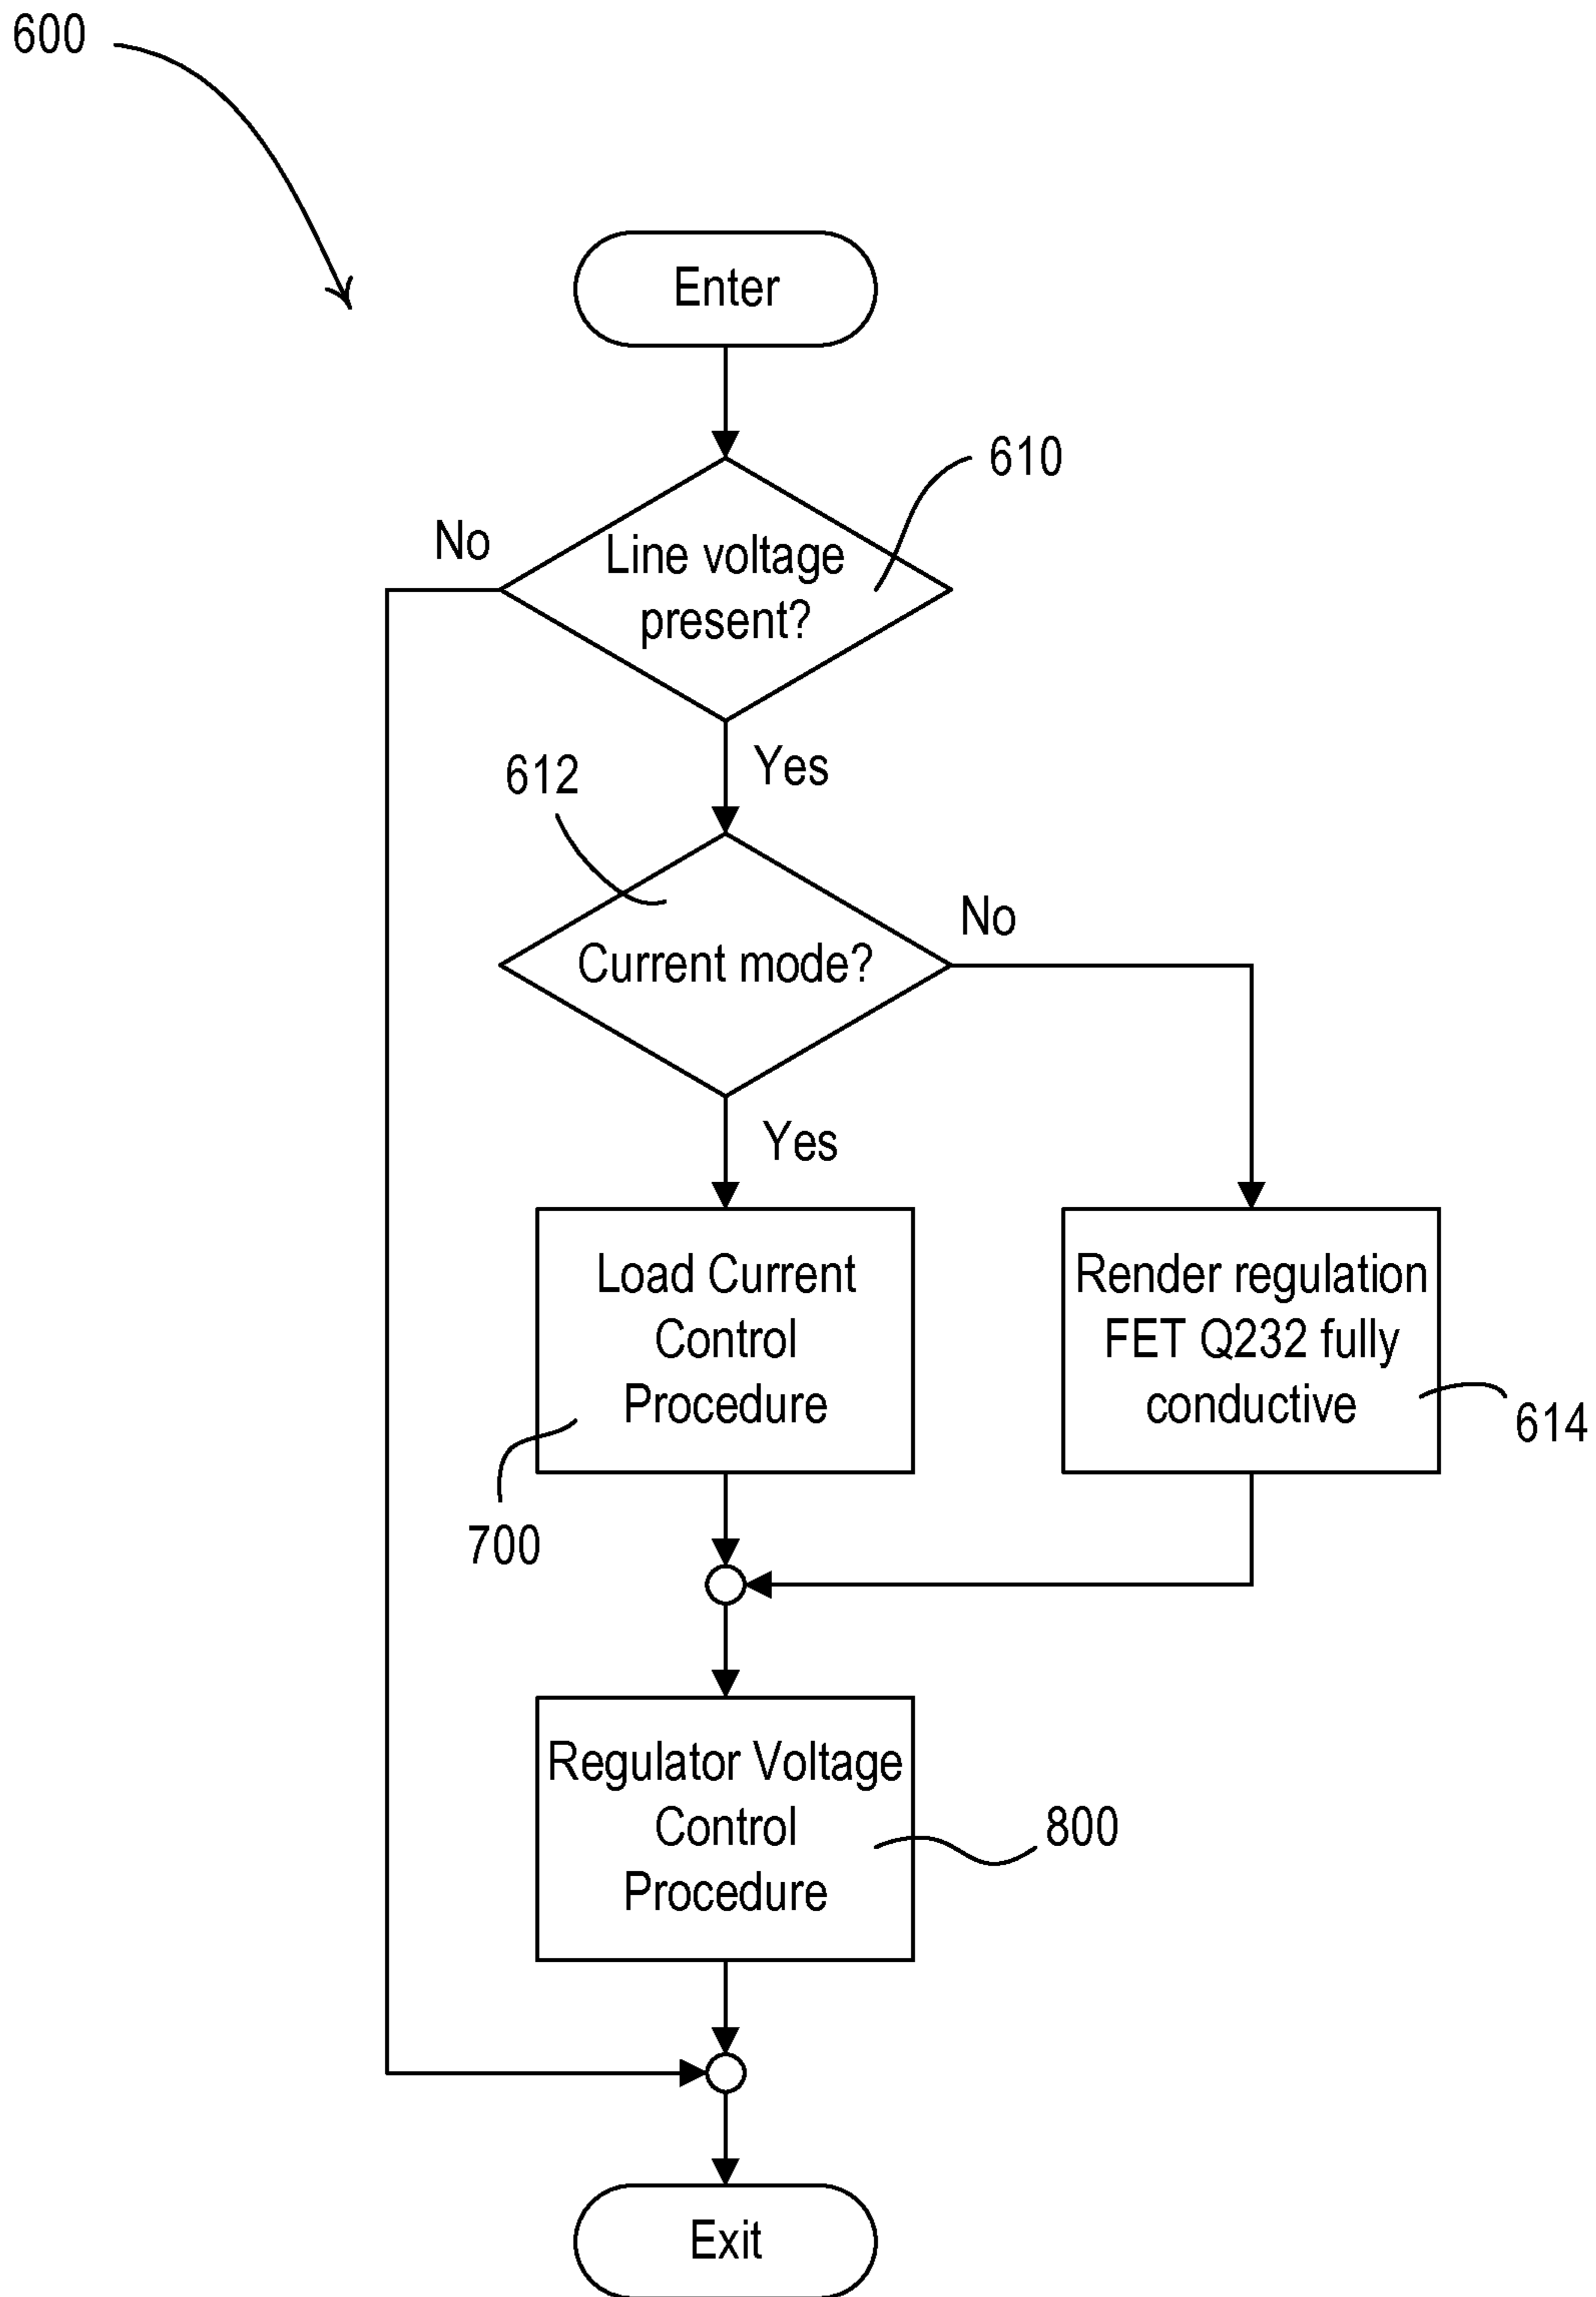 600
Enter
610
No
Line voltage
present?
Yes
612
No
Current mode?
Yes
Load Current
Control
Procedure
700
Render regulation
FET Q232 fully
conductive
614
Regulator Voltage
Control
Procedure
800
Exit